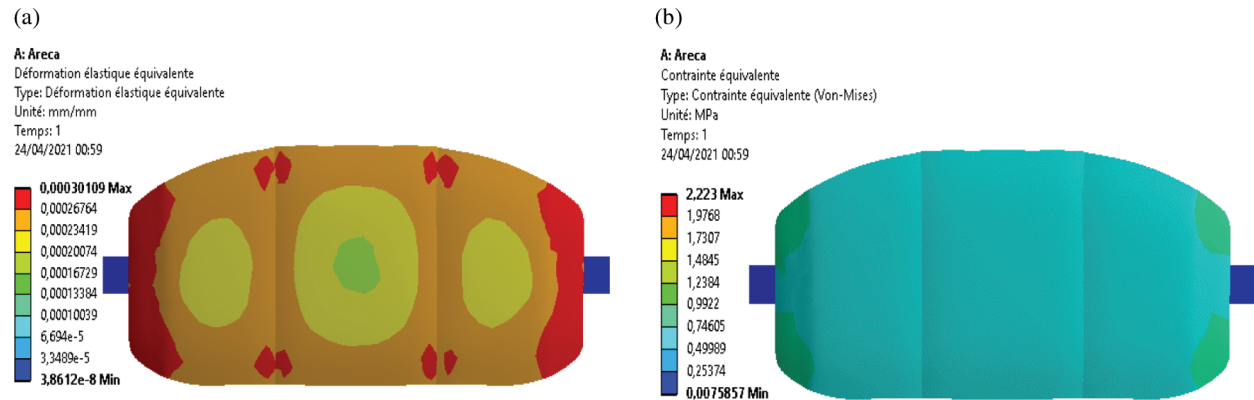 (a)
A: Areca
Déformation élastique équivalente
Type: Déformation élastique équivalente
Unité: mm/mm
Temps: 1
24/04/2021 00:59
0,00030109 Max
0,00026764
0,00023419
0,00020074
0,00016729
0,00013384
0,00010039
6,694e-5
3,3489e-5
3,8612e-8 Min
(b)
A: Areca
Contrainte équivalente
Type: Contrainte équivalente (Von-Mises)
Unité: MPa
Temps: 1
24/04/2021 00:59
2,223 Max
1,9768
1,7307
1,4845
1,2384
0,9922
0,74605
0,49989
0,25374
0,0075857 Min